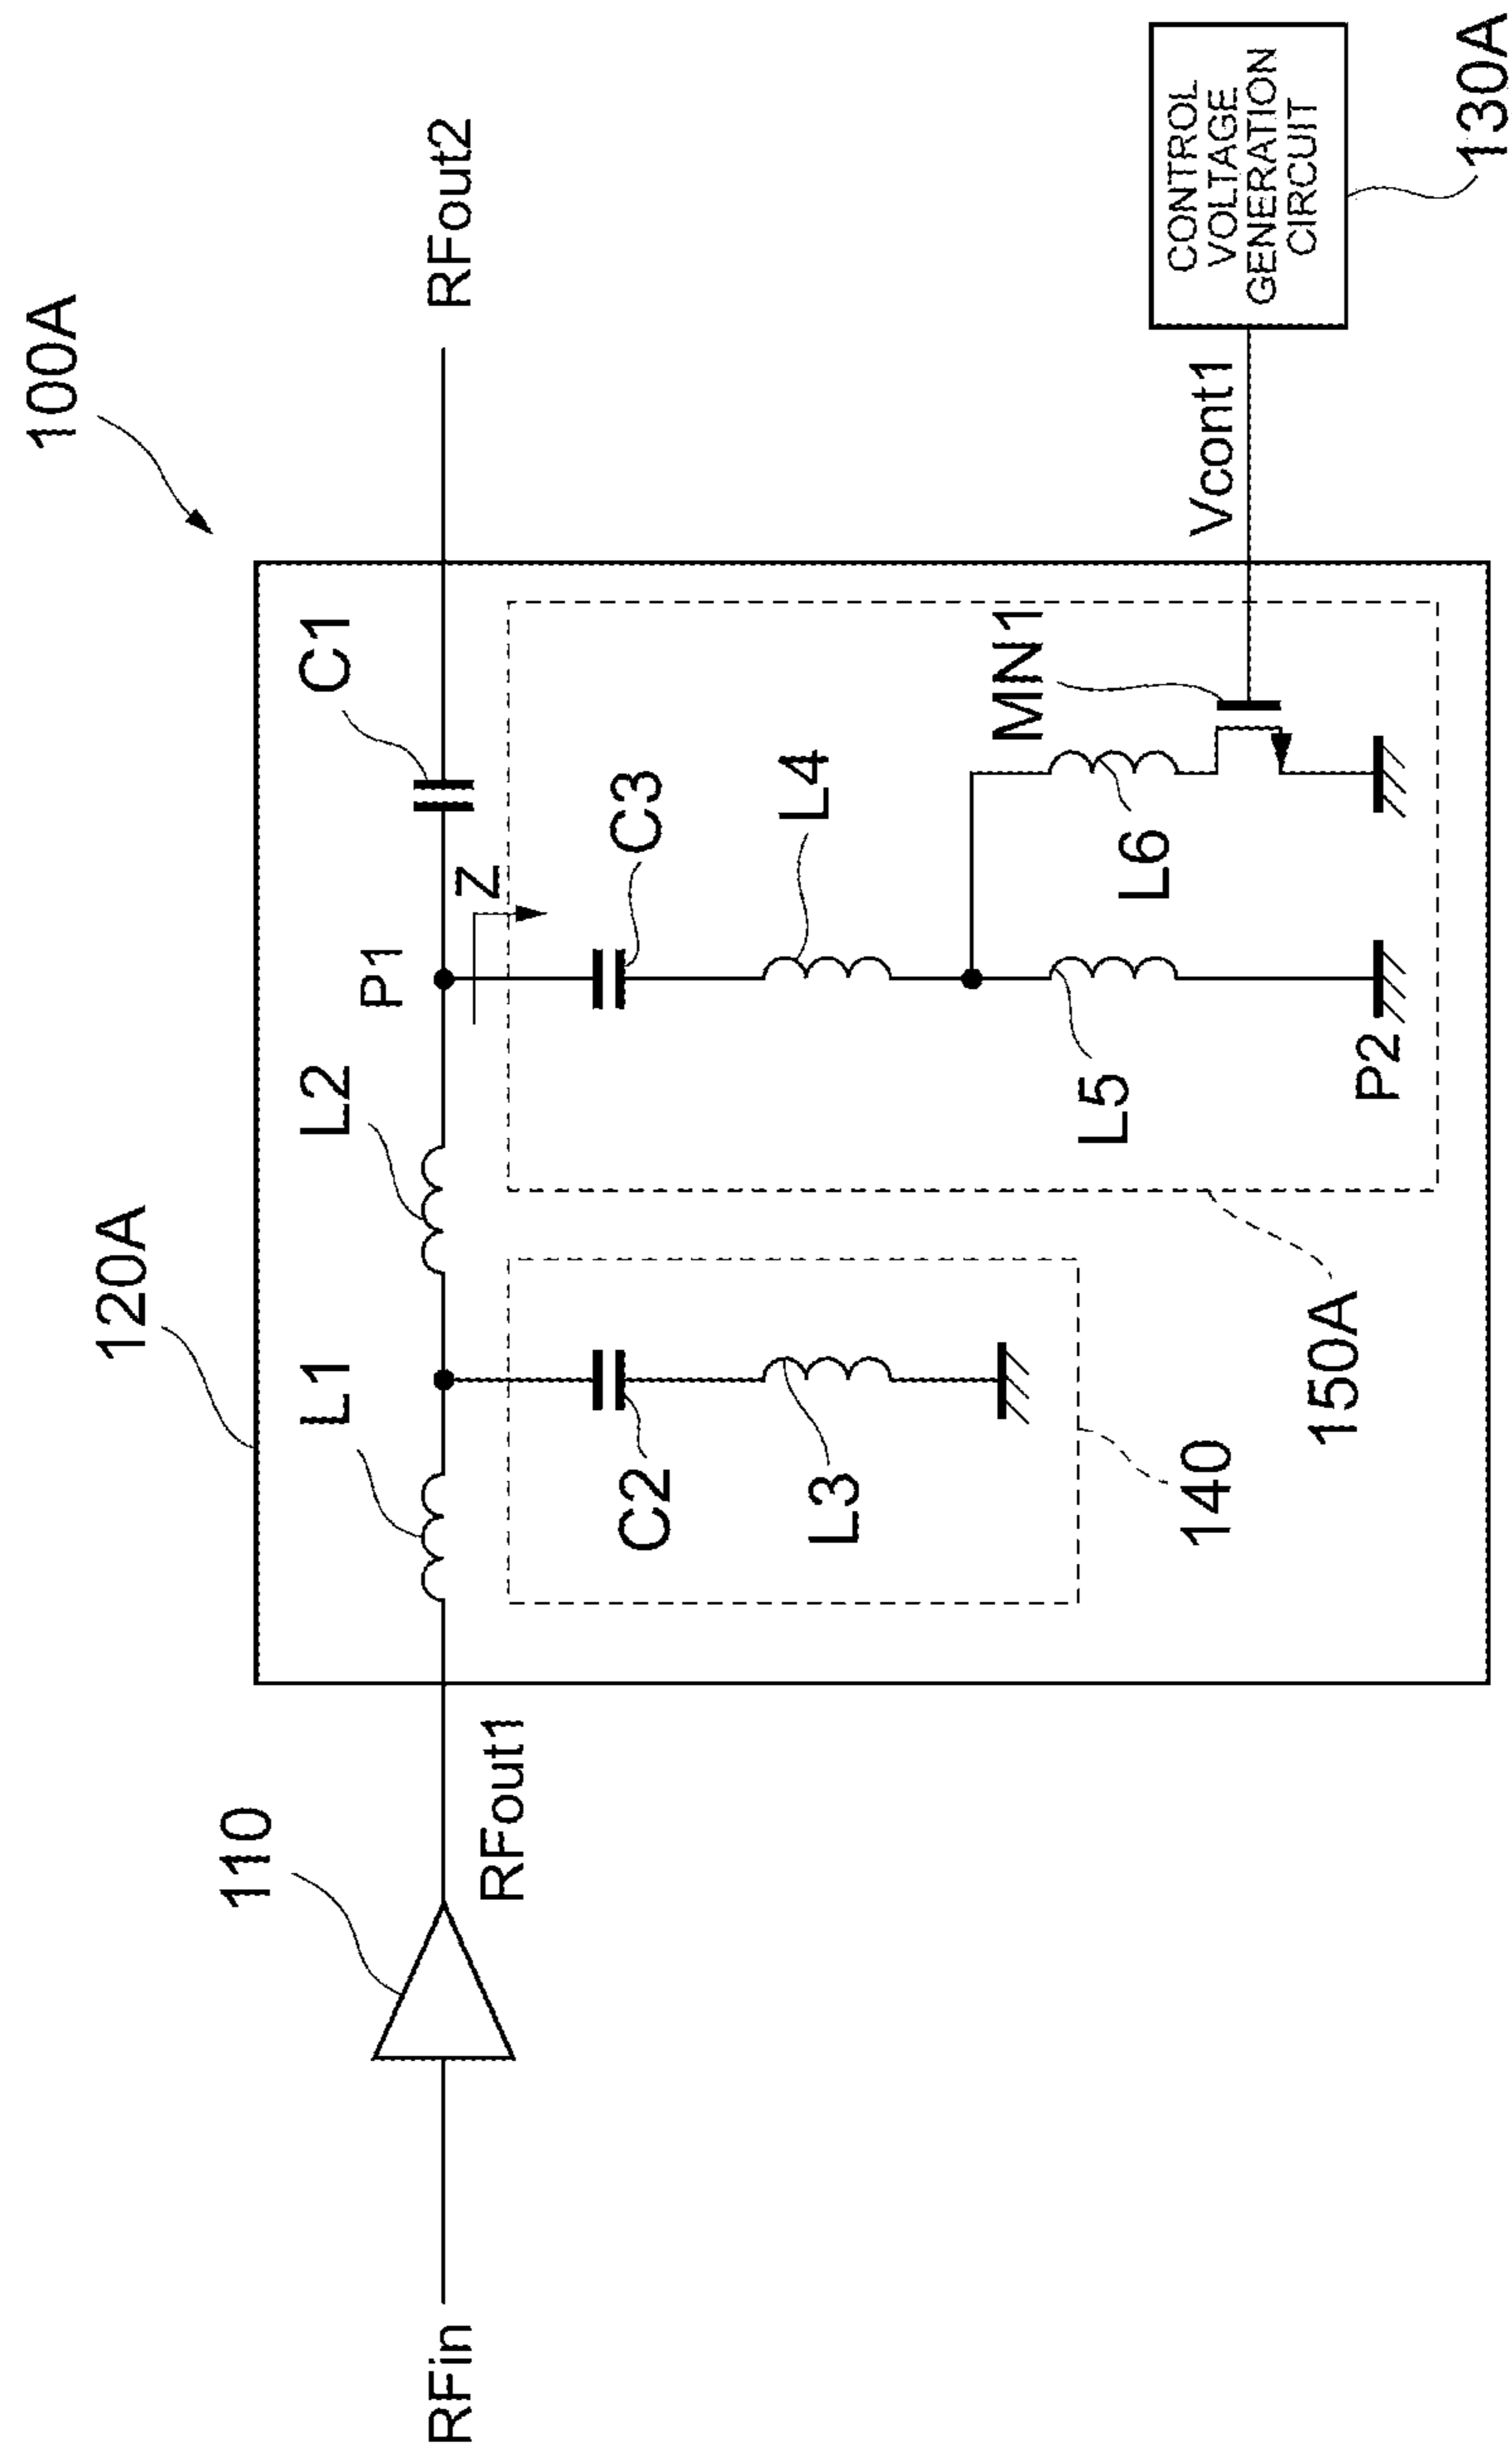 100A
120A
110
L1
L2
P1
C1
RFin
RFout1
RFout2
Z
C2
C3
L3
L4
MN1
L5
L6
140
150A
P2
Vcont1
CONTROL
VOLTAGE
GENERATION
CIRCUIT
130A